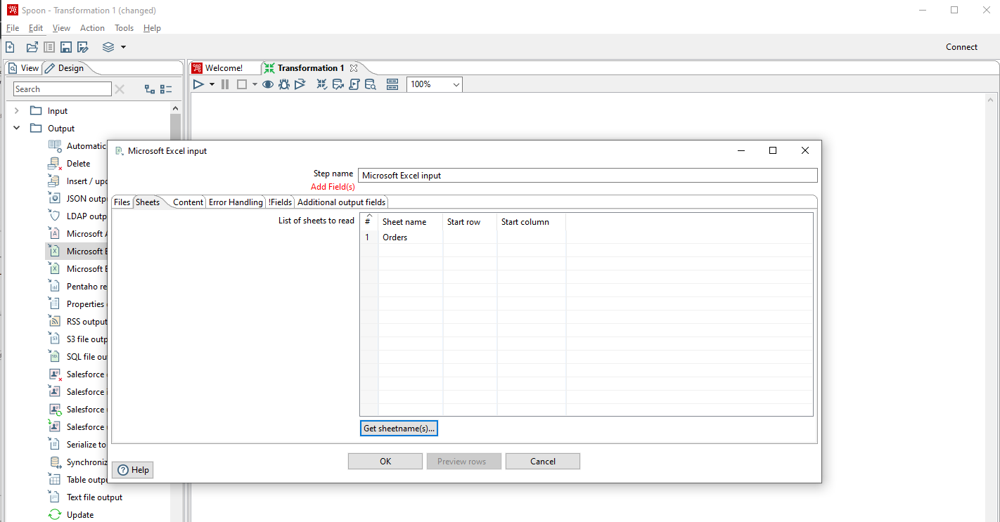 Spoon - Transformation 1 (changed)
File Edit View Action Tools Help
Connect
View Design
Welcome! Transformation 1
Search
100%
Input
Output
Automatic
Delete
Insert / upd
JSON outp
LDAP outp
Microsoft A
Microsoft E
Microsoft E
Pentaho re
Properties
RSS output
S3 file outp
SQL file ou
Salesforce
Salesforce
Salesforce
Salesforce
Serialize to
Synchroniz
Table outp
Text file output
Update
Microsoft Excel input
Step name Microsoft Excel input
Add Field(s)
Files Sheets Content Error Handling !Fields Additional output fields
List of sheets to read
# Sheet name Start row Start column
1 Orders
Get sheetname(s)...
OK Preview rows Cancel
Help